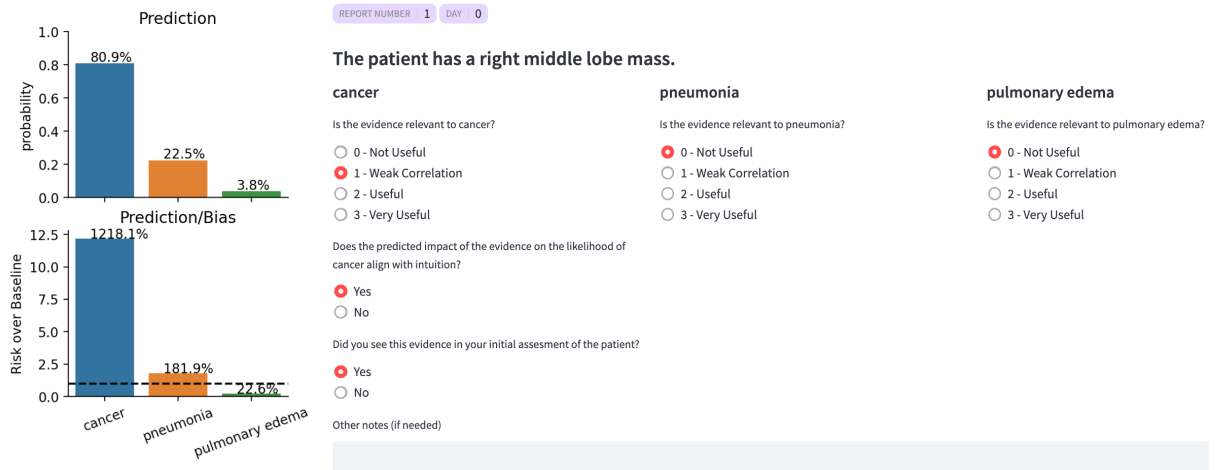 Prediction
probability
1.0
0.8
0.6
0.4
0.2
0.0
80.9%
22.5%
3.8%
Prediction/Bias
Risk over Baseline
12.5
10.0
7.5
5.0
2.5
0.0
1218.1%
181.9%
22.6%
cancer
pneumonia
pulmonary edema
REPORT NUMBER 1 DAY 0
The patient has a right middle lobe mass.
cancer
Is the evidence relevant to cancer?
0 - Not Useful
1 - Weak Correlation
2 - Useful
3 - Very Useful
Does the predicted impact of the evidence on the likelihood of
cancer align with intuition?
Yes
No
Did you see this evidence in your initial assesment of the patient?
Yes
No
Other notes (if needed)
pneumonia
Is the evidence relevant to pneumonia?
0 - Not Useful
1 - Weak Correlation
2 - Useful
3 - Very Useful
pulmonary edema
Is the evidence relevant to pulmonary edema?
0 - Not Useful
1 - Weak Correlation
2 - Useful
3 - Very Useful